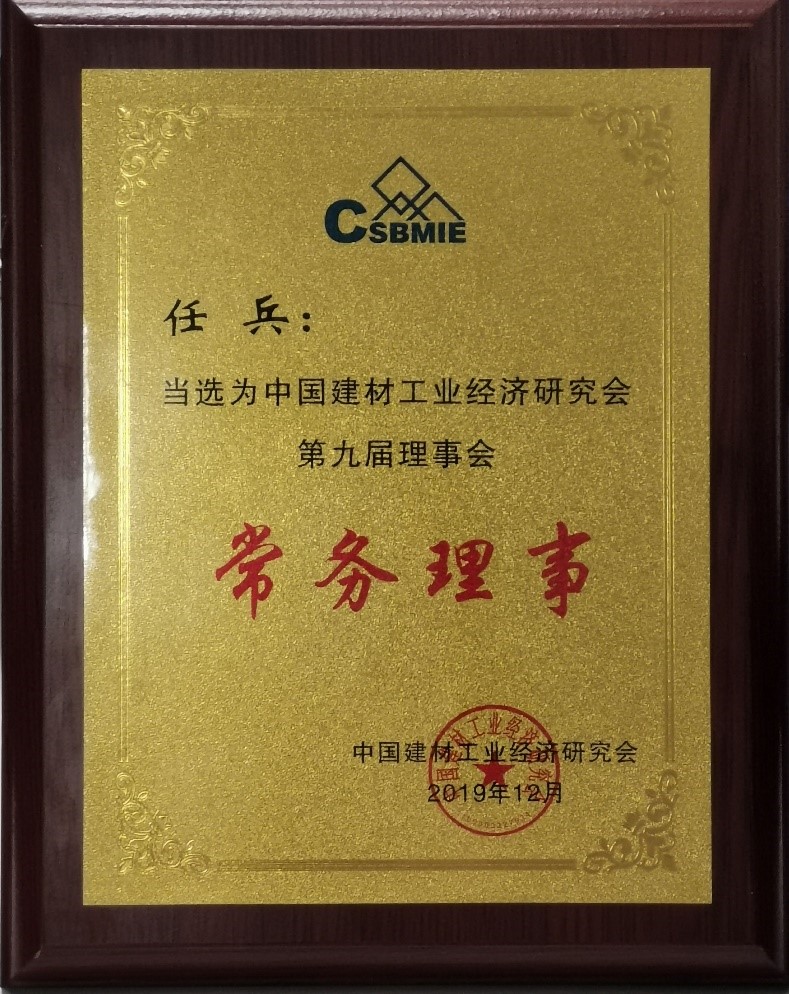 CSBMIE
任 兵：
当选为中国建材工业经济研究会
第九届理事会
常务理事
中国建材工业经济研究会
2019年12月